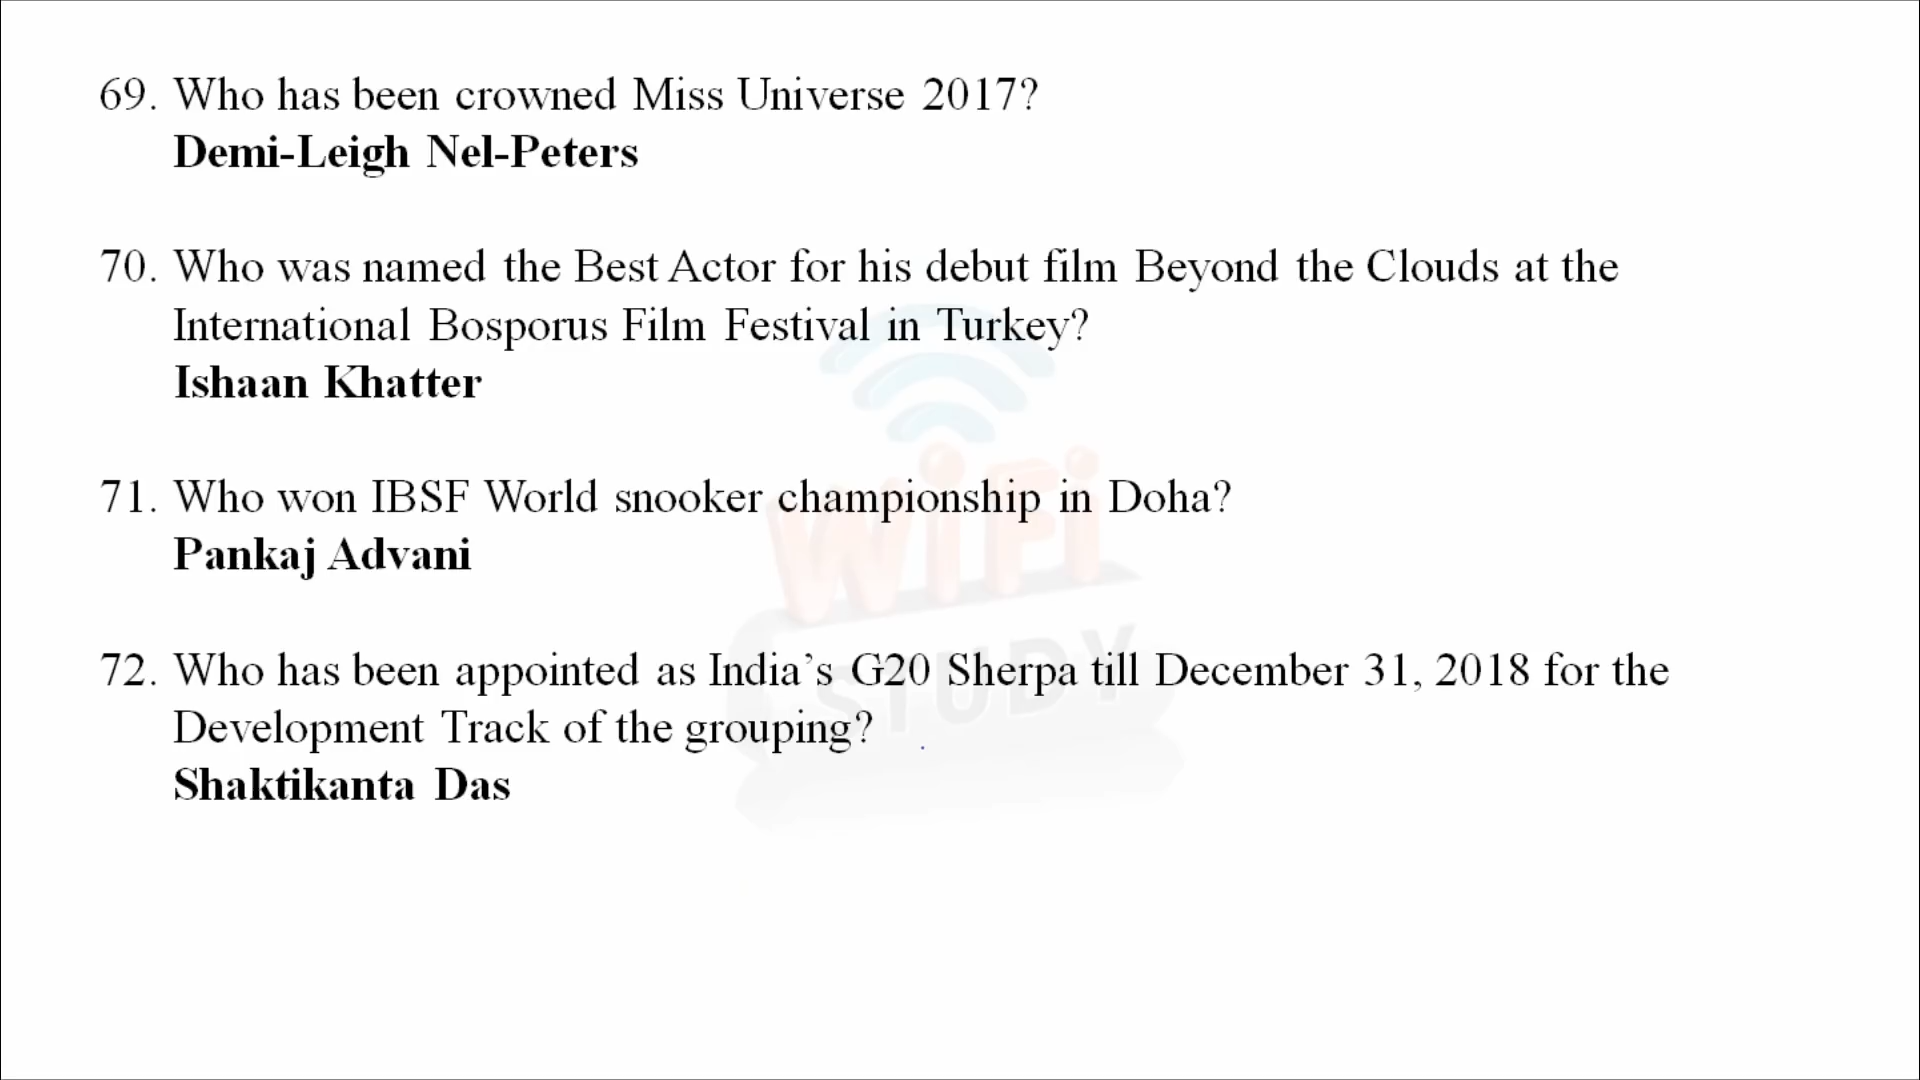 69. Who has been crowned Miss Universe 2017?
Demi-Leigh Nel-Peters
70. Who was named the Best Actor for his debut film Beyond the Clouds at the
International Bosporus Film Festival in Turkey?
Ishaan Khatter
71. Who won IBSF World snooker championship in Doha?
Pankaj Advani
72. Who has been appointed as India’s G20 Sherpa till December 31, 2018 for the
Development Track of the grouping?
Shaktikanta Das
WiFi
STUDY